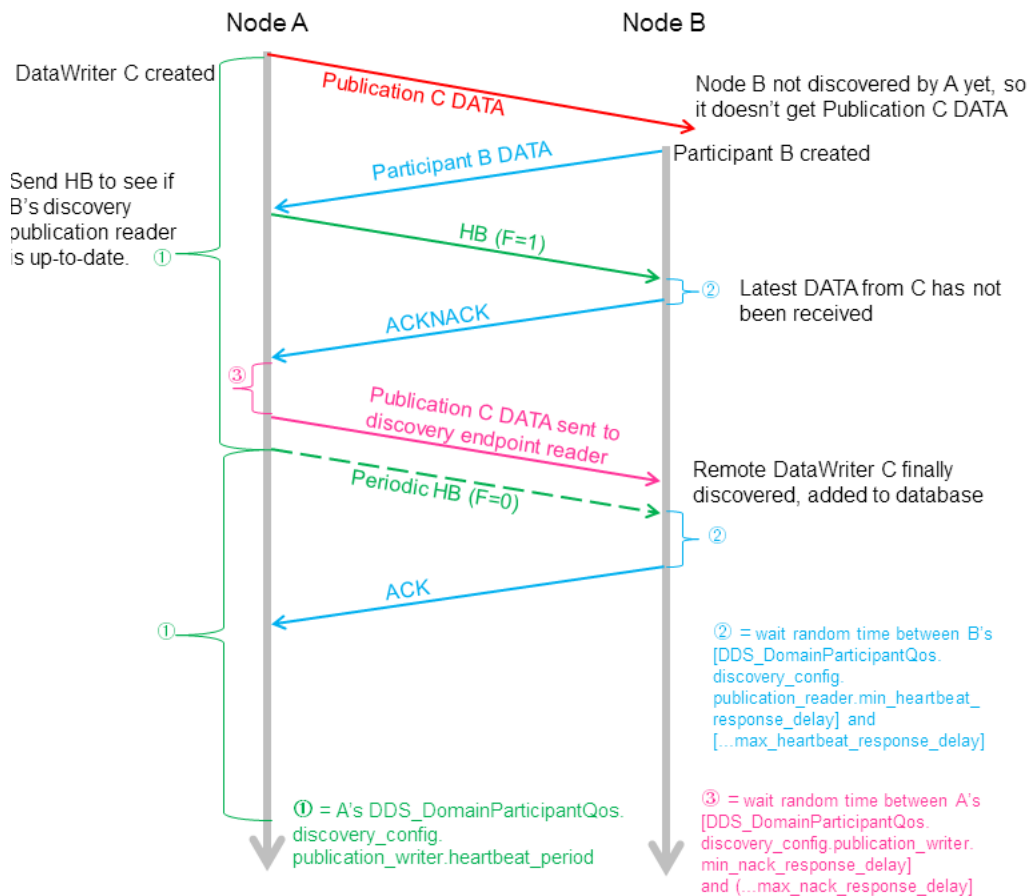 Node A
Node B
DataWriter C created
Publication C DATA
Node B not discovered by A yet, so
it doesn't get Publication C DATA
Participant B created
Participant B DATA
Send HB to see if
B's discovery
publication reader
is up-to-date.
①
HB (F=1)
②
Latest DATA from C has not
been received
ACKNACK
③
Publication C DATA sent to
discovery endpoint reader
Remote DataWriter C finally
discovered, added to database
Periodic HB (F=0)
②
ACK
①
② = wait random time between B's
[DDS_DomainParticipantQos.
discovery_config.
publication_reader.min_heartbeat_
response_delay] and
[...max_heartbeat_response_delay]
① = A's DDS_DomainParticipantQos.
discovery_config.
publication_writer.heartbeat_period
③ = wait random time between A's
[DDS_DomainParticipantQos.
discovery_config.publication_writer.
min_nack_response_delay]
and (...max_nack_response_delay]